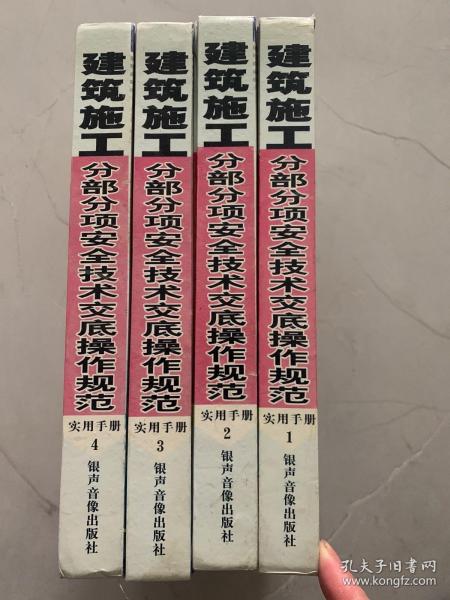 建筑施工
分部分项安全技术交底操作规范
实用手册
4
银声音像出版社
建筑施工
分部分项安全技术交底操作规范
实用手册
3
银声音像出版社
建筑施工
分部分项安全技术交底操作规范
实用手册
2
银声音像出版社
建筑施工
分部分项安全技术交底操作规范
实用手册
1
银声音像出版社
孔夫子旧书网
www.kongfz.com